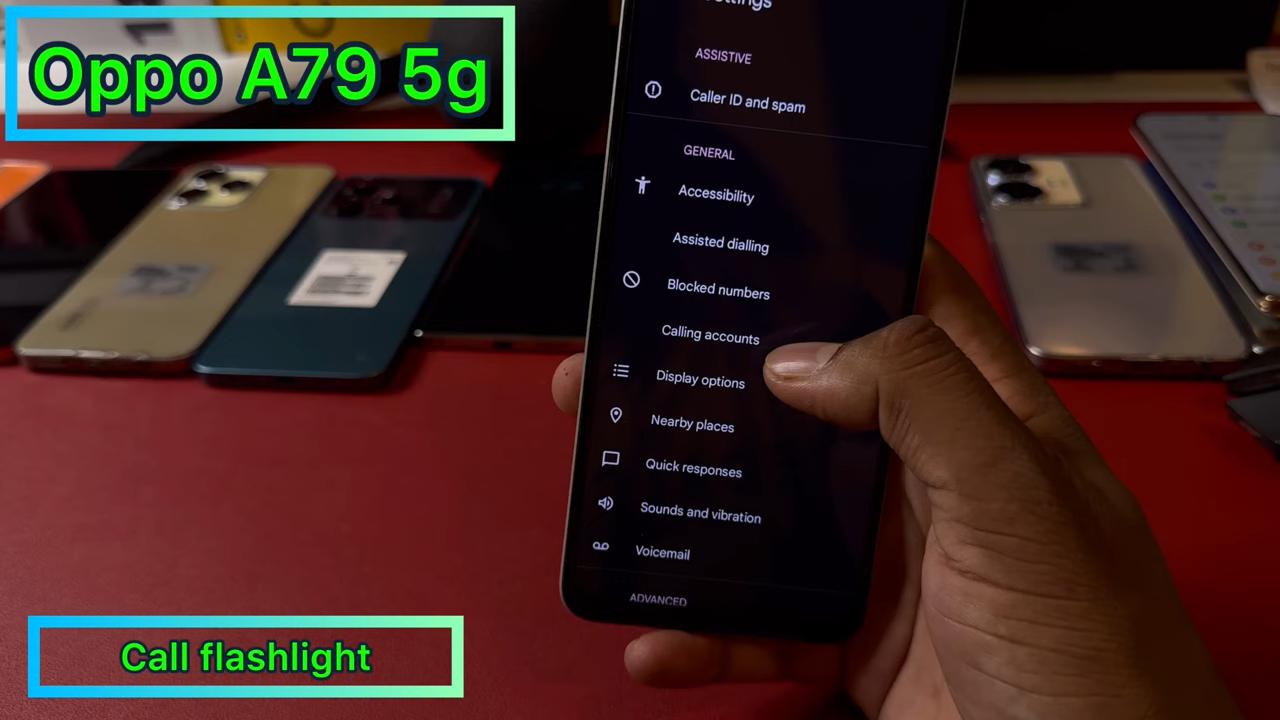 Oppo A79 5g
ASSISTIVE
Caller ID and spam
GENERAL
Accessibility
Assisted dialling
Blocked numbers
Calling accounts
Display options
Nearby places
Quick responses
Sounds and vibration
Voicemail
ADVANCED
Call flashlight